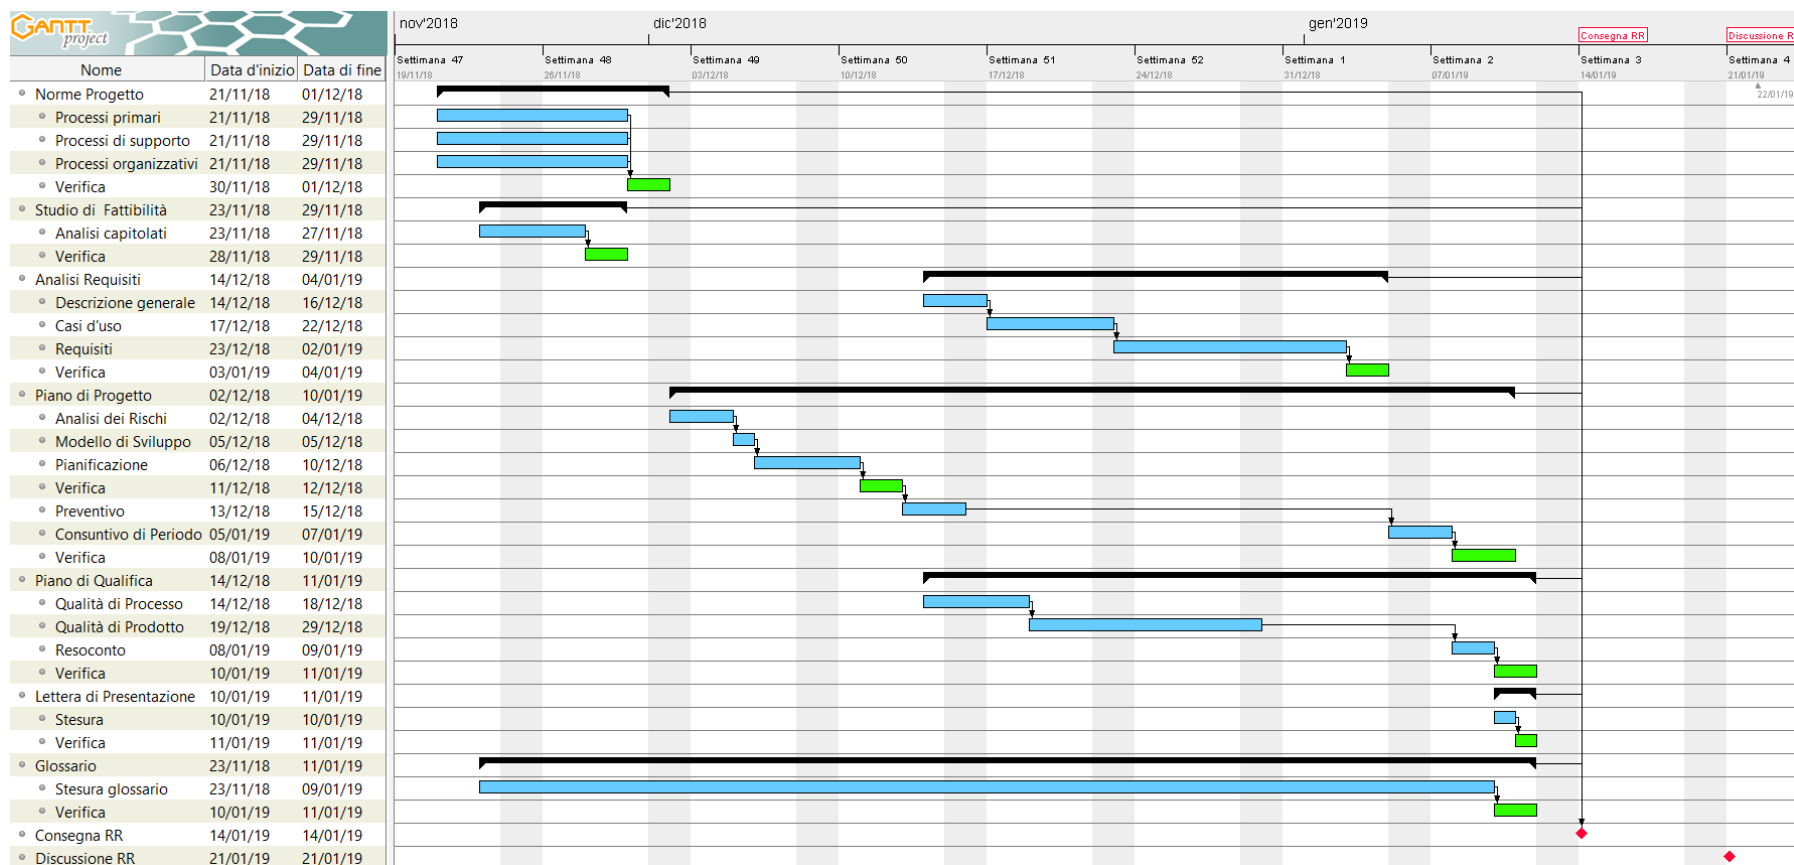 GANTT project
nov'2018 dic'2018 gen'2019
Consegna RR Discussione R
Settimana 47 Settimana 48 Settimana 49 Settimana 50 Settimana 51 Settimana 52 Settimana 1 Settimana 2 Settimana 3 Settimana 4
19/11/18 26/11/18 03/12/18 10/12/18 17/12/18 24/12/18 31/12/18 07/01/19 14/01/19 21/01/19
22/01/19
Nome Data d'inizio Data di fine
Norme Progetto 21/11/18 01/12/18
Processi primari 21/11/18 29/11/18
Processi di supporto 21/11/18 29/11/18
Processi organizzativi 21/11/18 29/11/18
Verifica 30/11/18 01/12/18
Studio di Fattibilità 23/11/18 29/11/18
Analisi capitolati 23/11/18 27/11/18
Verifica 28/11/18 29/11/18
Analisi Requisiti 14/12/18 04/01/19
Descrizione generale 14/12/18 16/12/18
Casi d'uso 17/12/18 22/12/18
Requisiti 23/12/18 02/01/19
Verifica 03/01/19 04/01/19
Piano di Progetto 02/12/18 10/01/19
Analisi dei Rischi 02/12/18 04/12/18
Modello di Sviluppo 05/12/18 05/12/18
Pianificazione 06/12/18 10/12/18
Verifica 11/12/18 12/12/18
Preventivo 13/12/18 15/12/18
Consuntivo di Periodo 05/01/19 07/01/19
Verifica 08/01/19 10/01/19
Piano di Qualifica 14/12/18 11/01/19
Qualità di Processo 14/12/18 18/12/18
Qualità di Prodotto 19/12/18 29/12/18
Resoconto 08/01/19 09/01/19
Verifica 10/01/19 11/01/19
Lettera di Presentazione 10/01/19 11/01/19
Stesura 10/01/19 10/01/19
Verifica 11/01/19 11/01/19
Glossario 23/11/18 11/01/19
Stesura glossario 23/11/18 09/01/19
Verifica 10/01/19 11/01/19
Consegna RR 14/01/19 14/01/19
Discussione RR 21/01/19 21/01/19